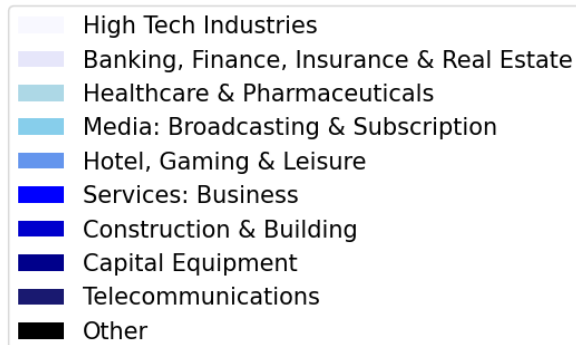 High Tech Industries
Banking, Finance, Insurance & Real Estate
Healthcare & Pharmaceuticals
Media: Broadcasting & Subscription
Hotel, Gaming & Leisure
Services: Business
Construction & Building
Capital Equipment
Telecommunications
Other